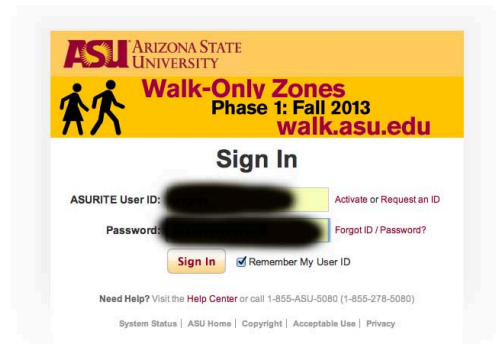 ASU ARIZONA STATE
UNIVERSITY
Walk-Only Zones
Phase 1: Fall 2013
walk.asu.edu
Sign In
ASURITE User ID: Activate or Request an ID
Password: Forgot ID / Password?
Sign In Remember My User ID
Need Help? Visit the Help Center or call 1-855-ASU-5080 (1-855-278-5080)
System Status | ASU Home | Copyright | Acceptable Use | Privacy